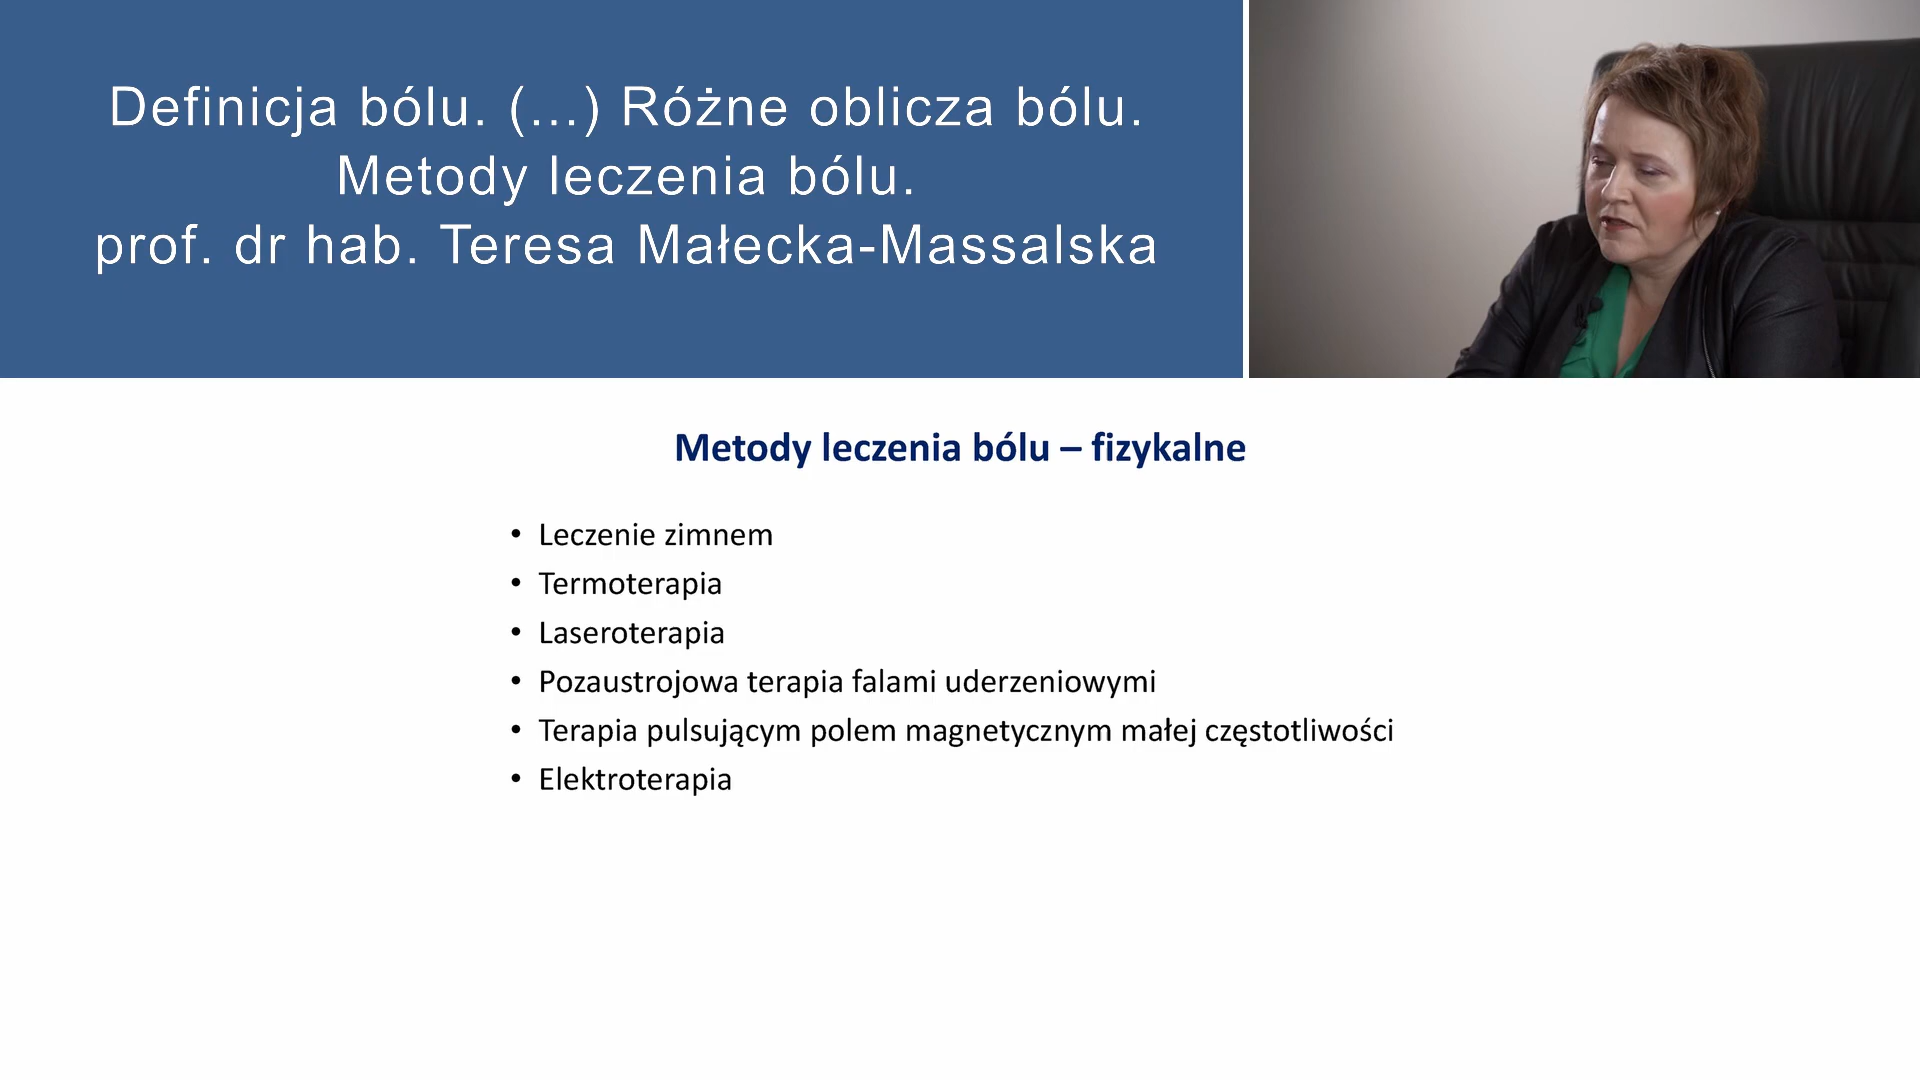 Definicja bólu. (...) Różne oblicza bólu.
Metody leczenia bólu.
prof. dr hab. Teresa Małecka-Massalska
Metody leczenia bólu – fizykalne
• Leczenie zimnem
• Termoterapia
• Laseroterapia
• Pozaustrojowa terapia falami uderzeniowymi
• Terapia pulsującym polem magnetycznym małej częstotliwości
• Elektroterapia